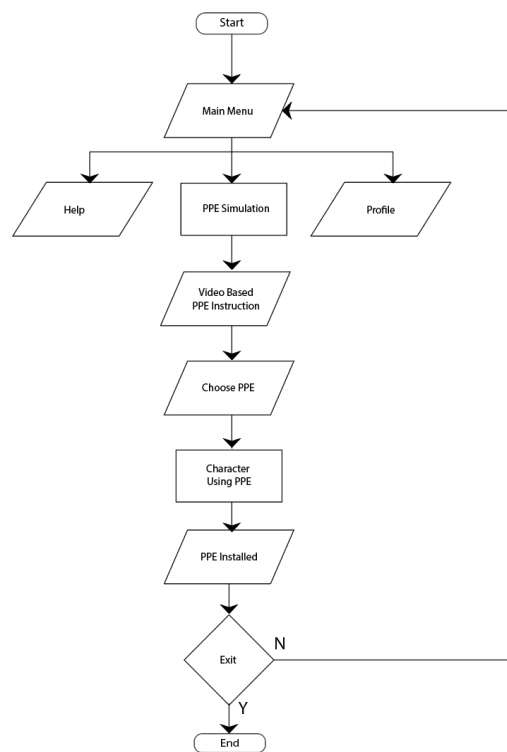 Start
Main Menu
Help
PPE Simulation
Profile
Video Based
PPE Instruction
Choose PPE
Character
Using PPE
PPE Installed
Exit
N
Y
End